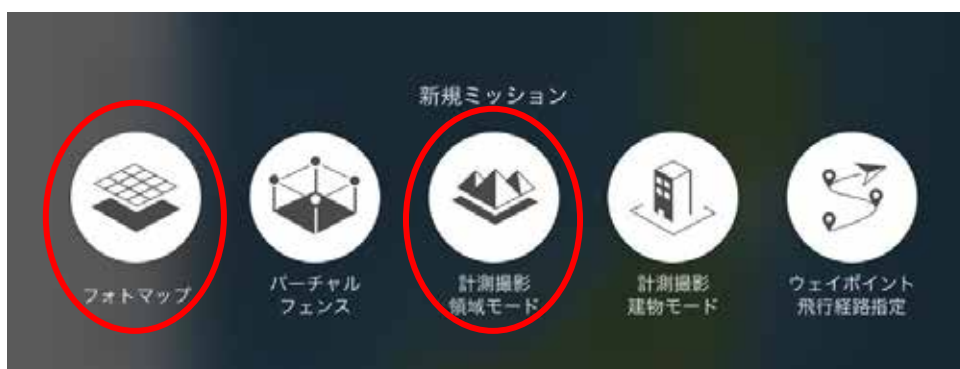 新規ミッション
フォトマップ
バーチャル
フェンス
計測撮影
領域モード
計測撮影
建物モード
ウェイポイント
飛行経路指定